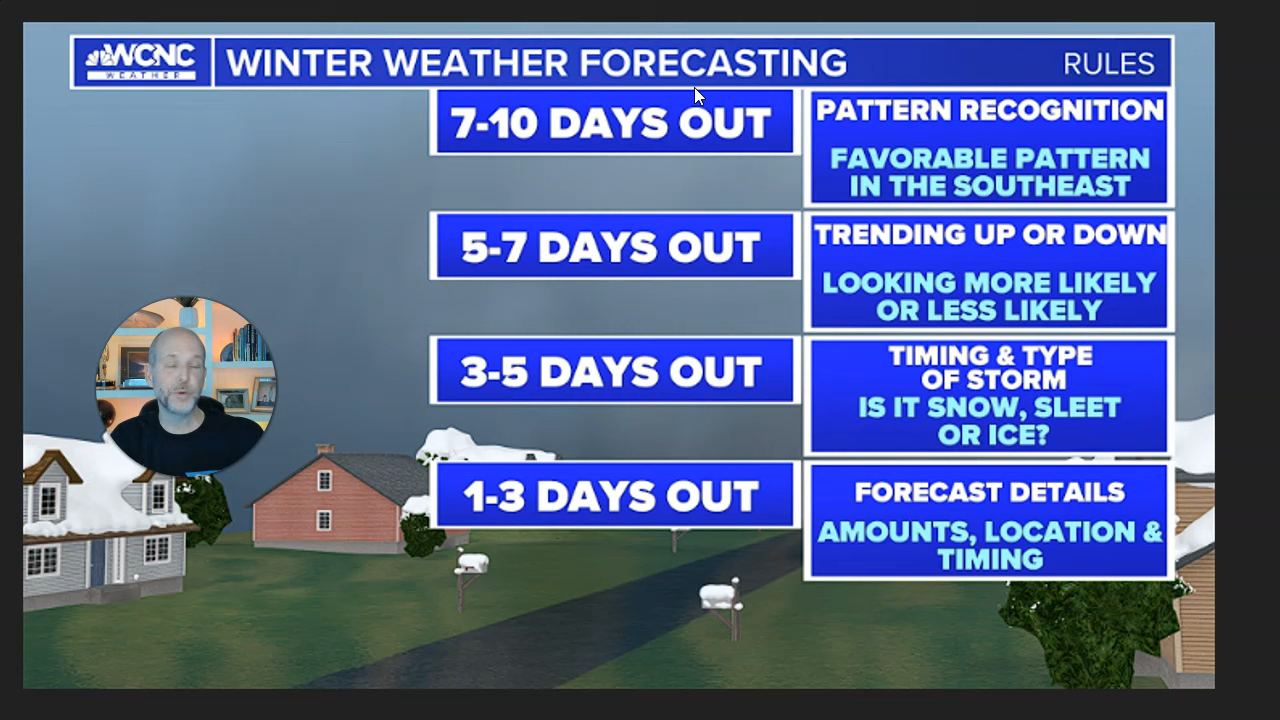 WCNC
WEATHER
WINTER WEATHER FORECASTING
RULES
7-10 DAYS OUT
PATTERN RECOGNITION
FAVORABLE PATTERN
IN THE SOUTHEAST
5-7 DAYS OUT
TRENDING UP OR DOWN
LOOKING MORE LIKELY
OR LESS LIKELY
3-5 DAYS OUT
TIMING & TYPE
OF STORM
IS IT SNOW, SLEET
OR ICE?
1-3 DAYS OUT
FORECAST DETAILS
AMOUNTS, LOCATION &
TIMING